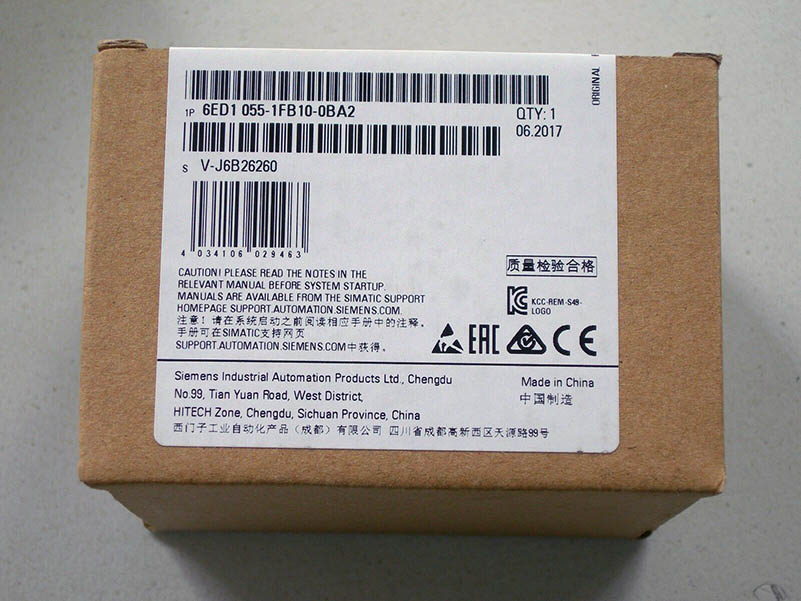 ORIGINAL
1P 6ED1 055-1FB10-0BA2
QTY: 1
06.2017
S V-J6B26260
4 034106 029463
CAUTION! PLEASE READ THE NOTES IN THE
RELEVANT MANUAL BEFORE SYSTEM STARTUP.
MANUALS ARE AVAILABLE FROM THE SIMATIC SUPPORT
HOMEPAGE SUPPORT.AUTOMATION.SIEMENS.COM.
注意！请在系统启动之前阅读相应手册中的注释。
手册可在SIMATIC支持网页
SUPPORT.AUTOMATION.SIEMENS.COM中获得。
质量检验合格
KCC-REM-S49-
LOGO
EAC CE
Siemens Industrial Automation Products Ltd., Chengdu
No.99, Tian Yuan Road, West District,
HITECH Zone, Chengdu, Sichuan Province, China
西门子工业自动化产品（成都）有限公司 四川省成都高新西区天源路99号
Made in China
中国制造